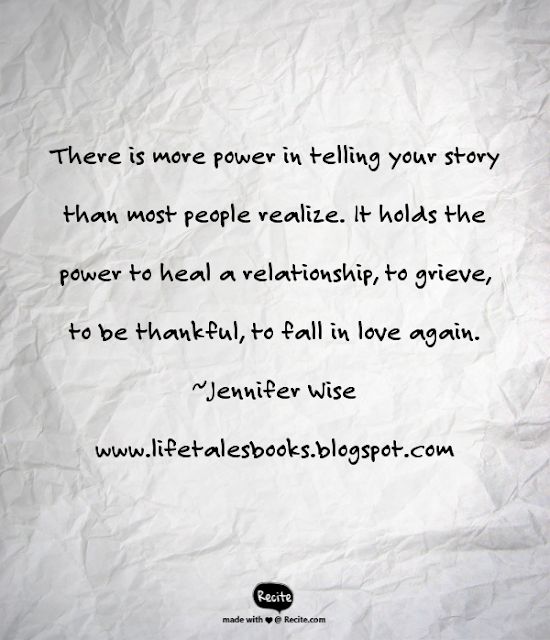 There is more power in telling your story
than most people realize. It holds the
power to heal a relationship, to grieve,
to be thankful, to fall in love again.
~Jennifer Wise
www.lifetalesbooks.blogspot.com
Recite
made with ♥ @ Recite.com